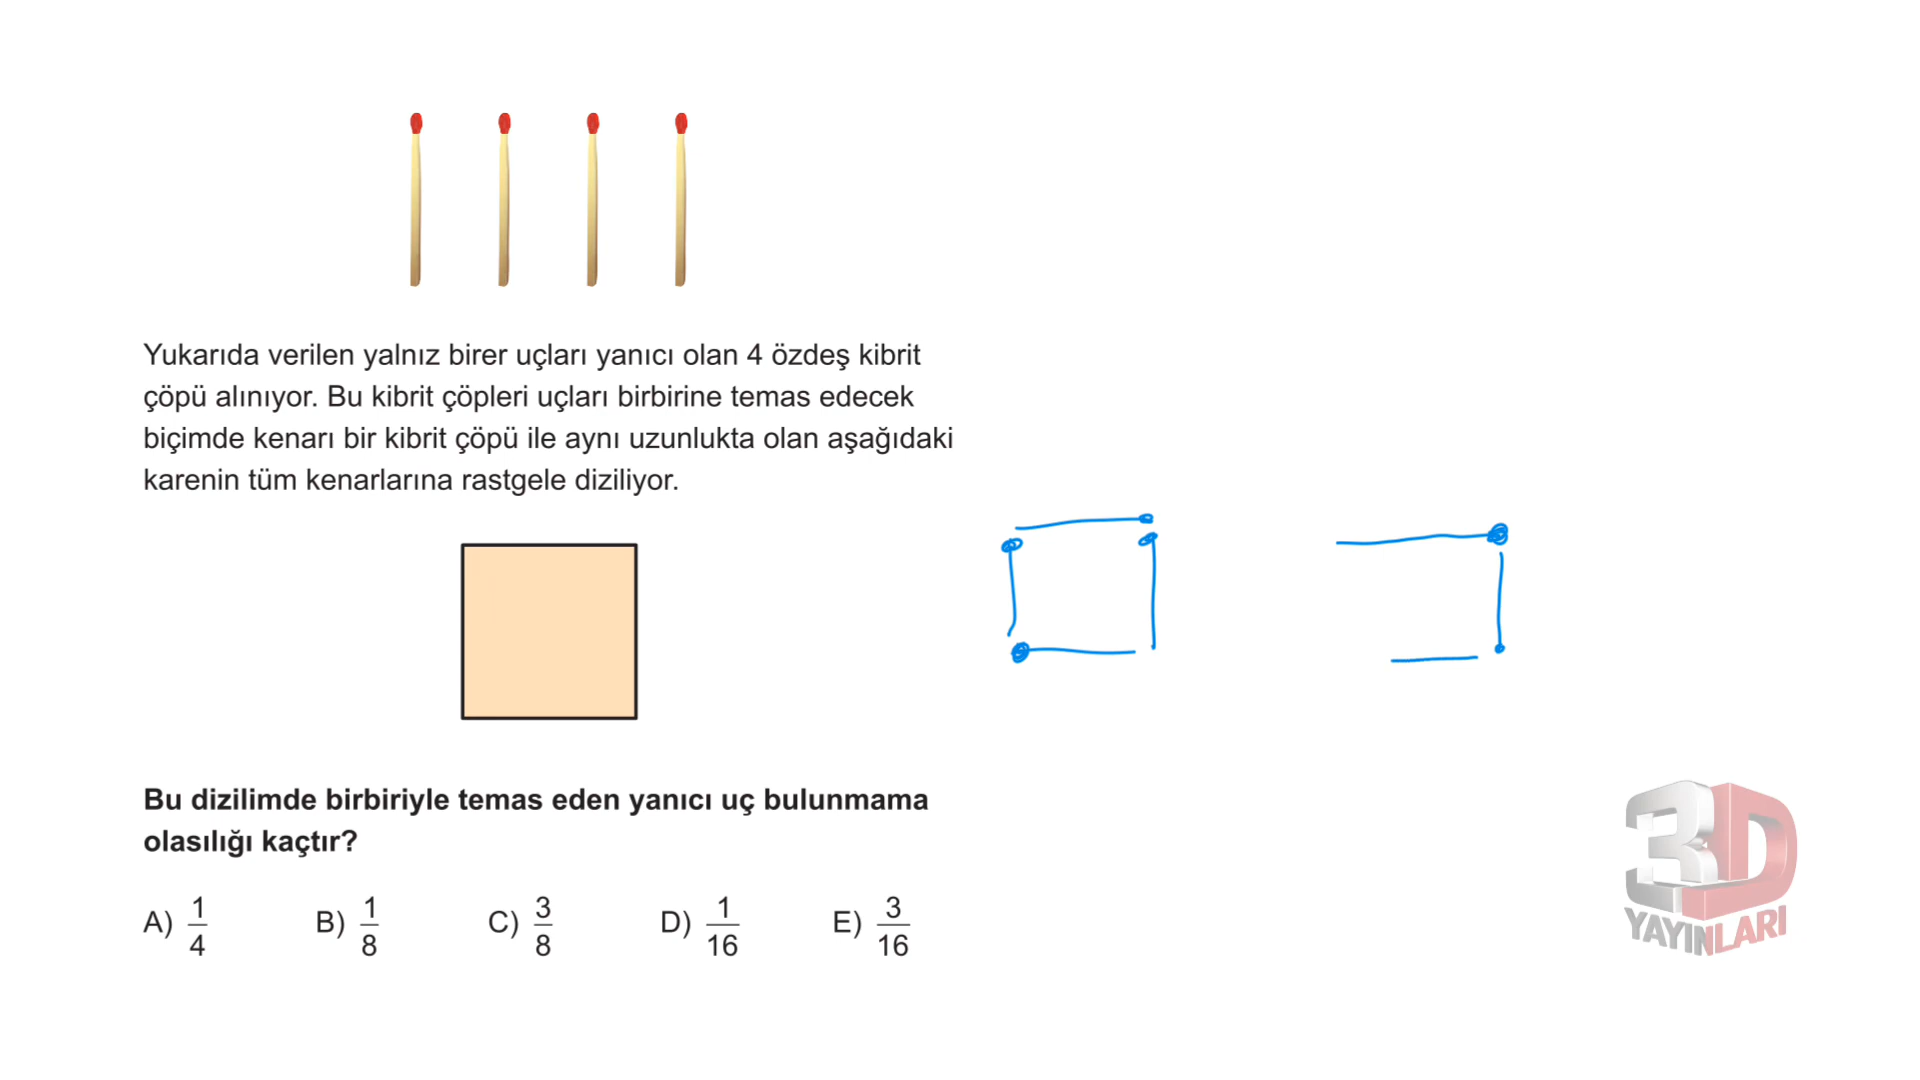 Yukarıda verilen yalnız birer uçları yanıcı olan 4 özdeş kibrit
çöpü alınıyor. Bu kibrit çöpleri uçları birbirine temas edecek
biçimde kenarı bir kibrit çöpü ile aynı uzunlukta olan aşağıdaki
karenin tüm kenarlarına rastgele diziliyor.
Bu dizilimde birbiriyle temas eden yanıcı uç bulunmama
olasılığı kaçtır?
A) 1/4 B) 1/8 C) 3/8 D) 1/16 E) 3/16
3D
YAYINLARI